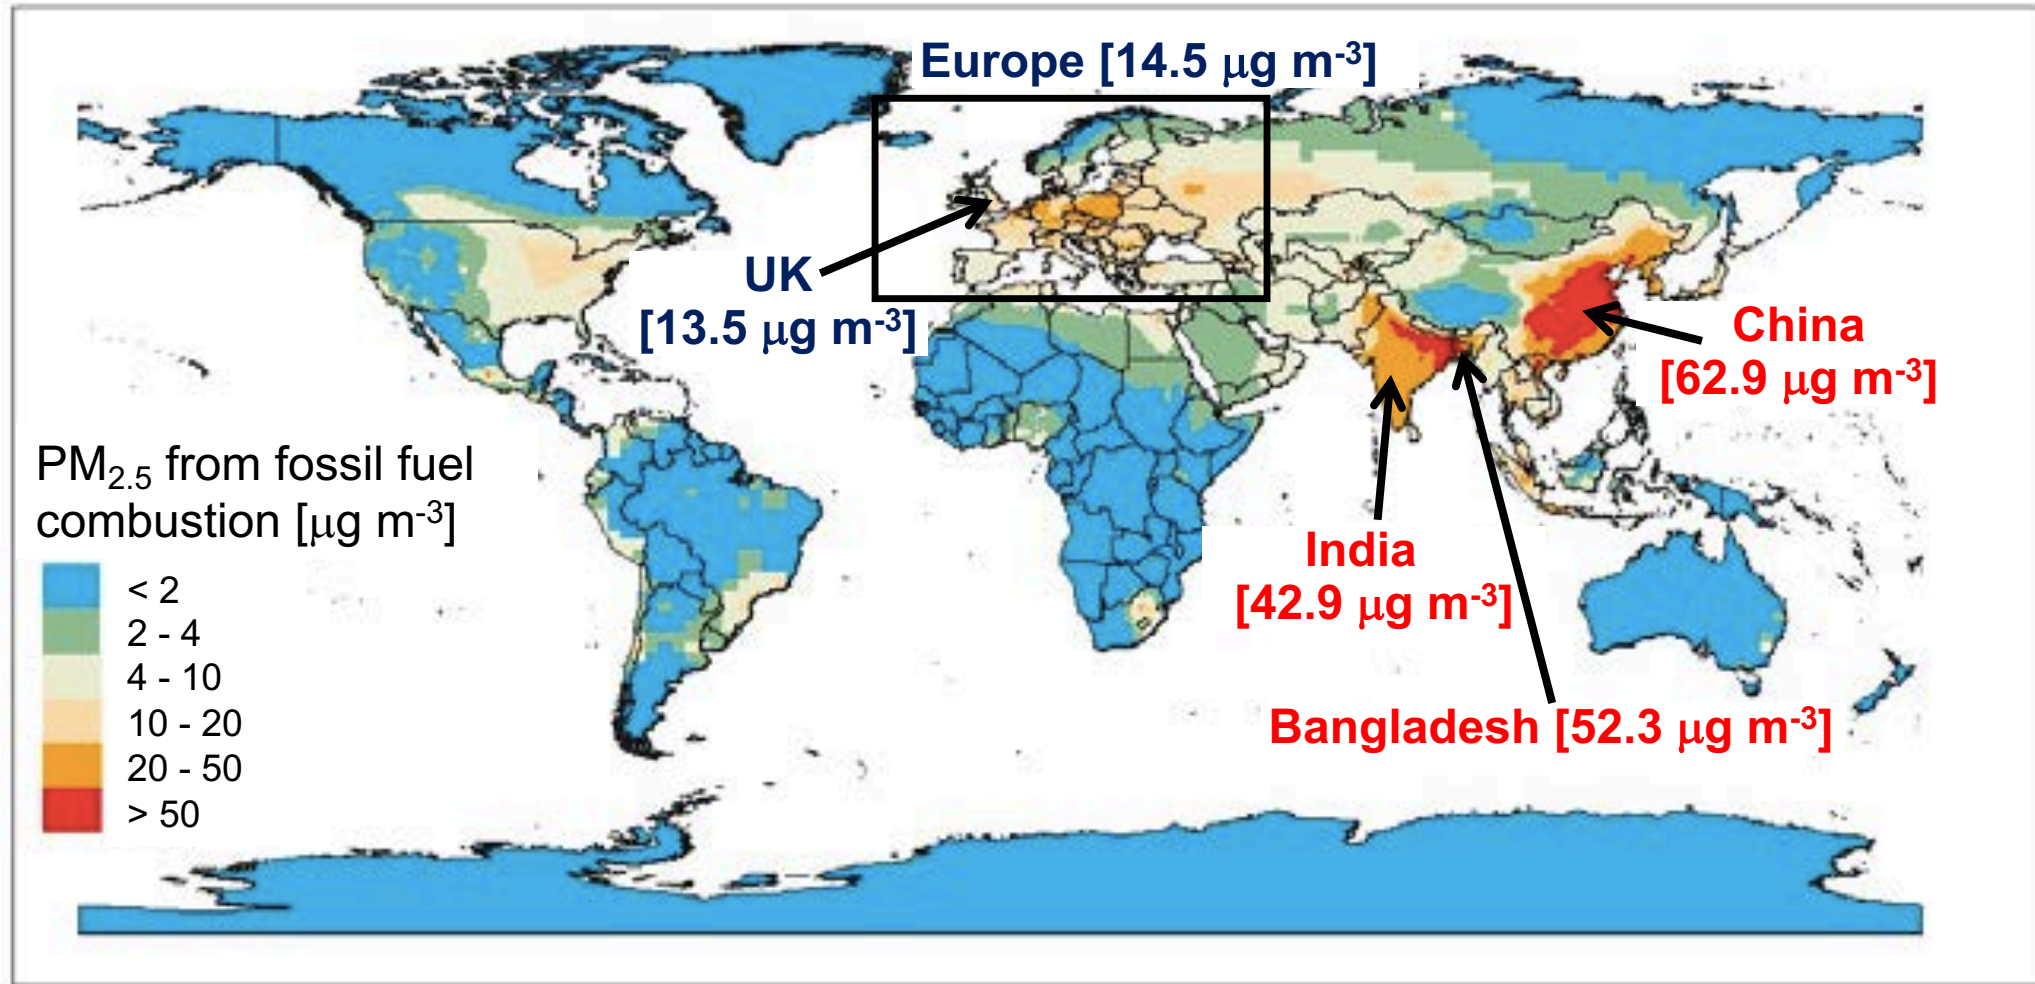 Europe [14.5 μg m⁻³]
UK
[13.5 μg m⁻³]
China
[62.9 μg m⁻³]
India
[42.9 μg m⁻³]
Bangladesh [52.3 μg m⁻³]
PM₂.₅ from fossil fuel
combustion [μg m⁻³]
< 2
2 - 4
4 - 10
10 - 20
20 - 50
> 50